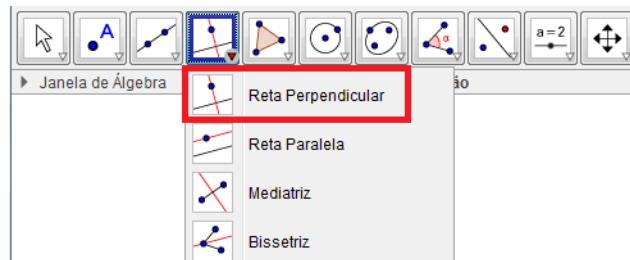 A
α
a=2
Janela de Álgebra
ão
Reta Perpendicular
Reta Paralela
Mediatriz
Bissetriz